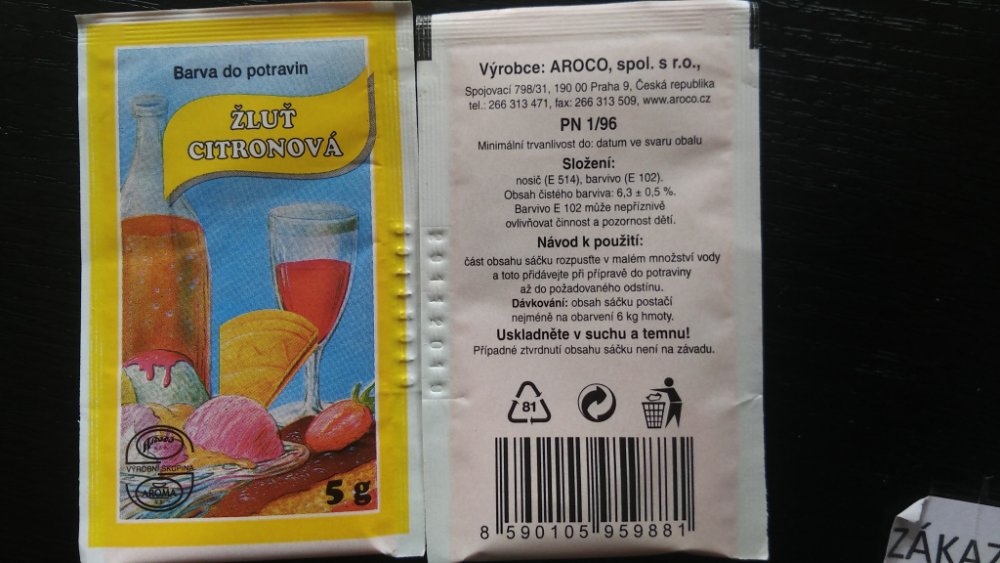 Barva do potravin
ŽLUŤ
CITRONOVÁ
VÝROBNÍ SKUPINA
AROMA
5 g
Výrobce: AROCO, spol. s r.o.,
Spojovací 798/31, 190 00 Praha 9, Česká republika
tel.: 266 313 471, fax: 266 313 509, www.aroco.cz
PN 1/96
Minimální trvanlivost do: datum ve svaru obalu
Složení:
nosič (E 514), barvivo (E 102).
Obsah čistého barviva: 6,3 ± 0,5 %.
Barvivo E 102 může nepříznivě
ovlivňovat činnost a pozornost dětí.
Návod k použití:
část obsahu sáčku rozpusťte v malém množství vody
a toto přidávejte při přípravě do potraviny
až do požadovaného odstínu.
Dávkování: obsah sáčku postačí
nejméně na obarvení 6 kg hmoty.
Uskladněte v suchu a temnu!
Případné ztvrdnutí obsahu sáčku není na závadu.
81
8 590105 959881
ZÁKAZ